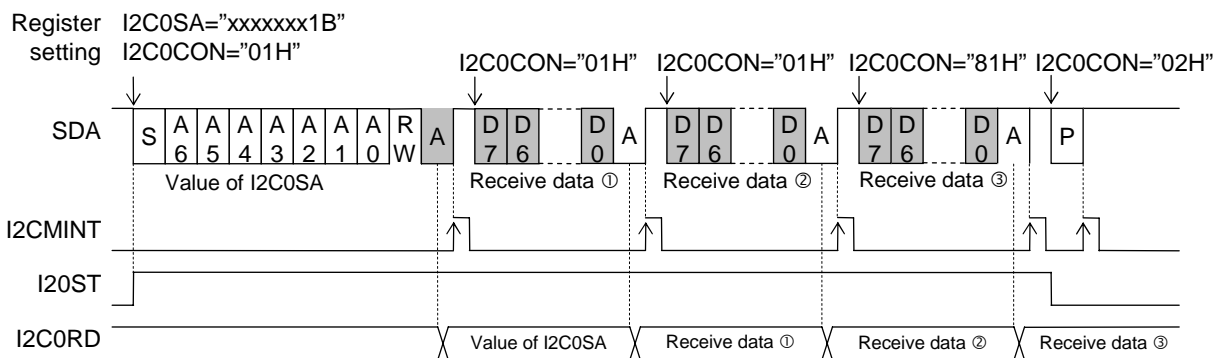 Register I2C0SA=”xxxxxxx1B”
setting I2C0CON=”01H”
I2C0CON=”01H” I2C0CON=”01H” I2C0CON=”81H” I2C0CON=”02H”
SDA S A6 A5 A4 A3 A2 A1 A0 RW A D7 D6 D0 A D7 D6 D0 A D7 D6 D0 A P
Value of I2C0SA Receive data ① Receive data ② Receive data ③
I2CMINT
I20ST
I2C0RD Value of I2C0SA Receive data ① Receive data ② Receive data ③